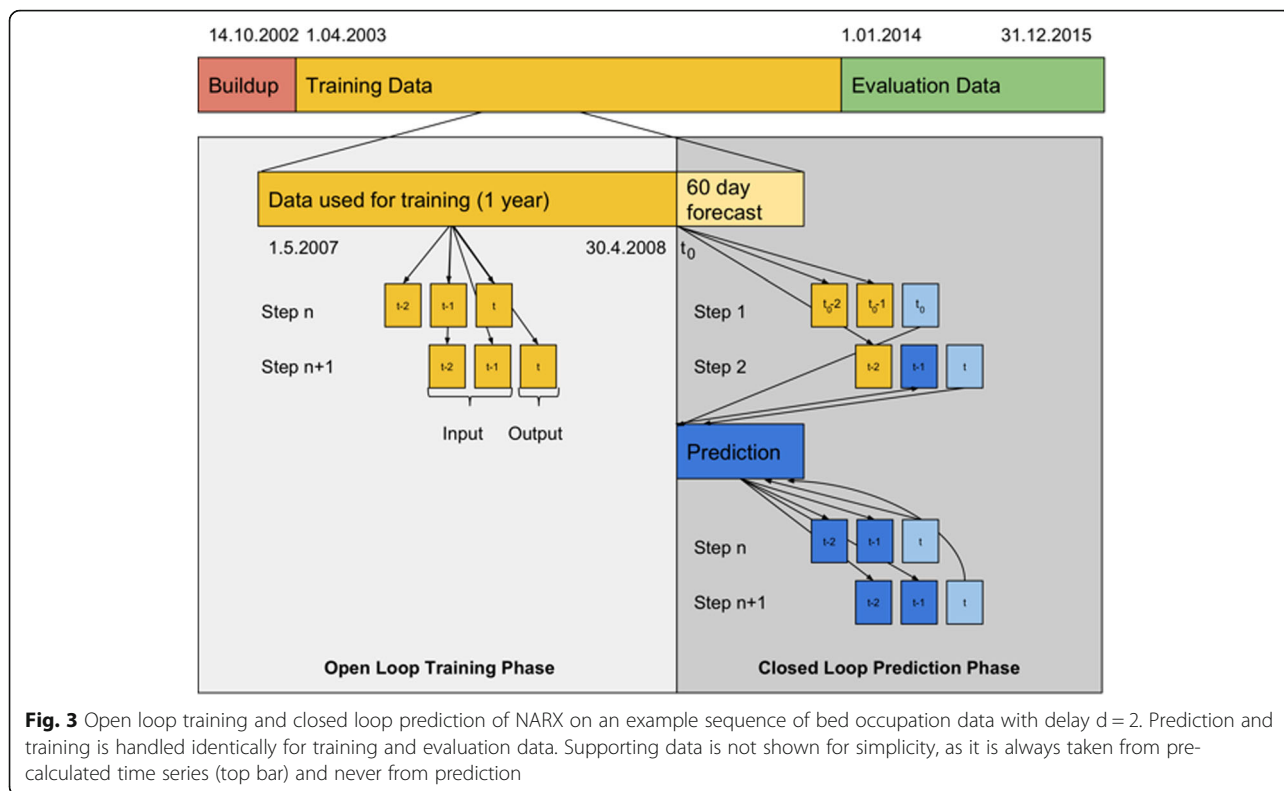 14.10.2002 1.04.2003 1.01.2014 31.12.2015
Buildup Training Data Evaluation Data
Data used for training (1 year) 60 day
forecast
1.5.2007 30.4.2008 t0
Step n t-2 t-1 t
Step n+1 t-2 t-1 t
Input Output
Step 1 t0-2 t0-1 t0
Step 2 t-2 t-1 t
Prediction
Step n t-2 t-1 t
Step n+1 t-2 t-1 t
Open Loop Training Phase Closed Loop Prediction Phase
Fig. 3 Open loop training and closed loop prediction of NARX on an example sequence of bed occupation data with delay d = 2. Prediction and
training is handled identically for training and evaluation data. Supporting data is not shown for simplicity, as it is always taken from pre-
calculated time series (top bar) and never from prediction